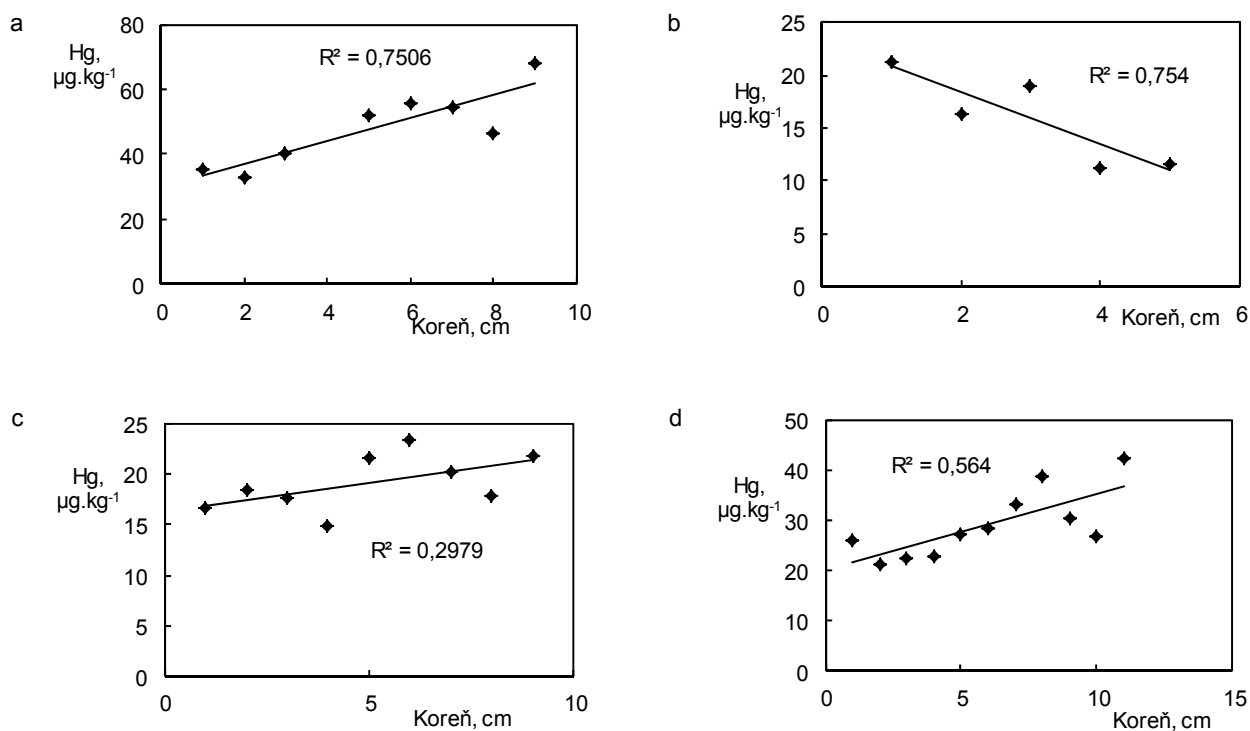 a
Hg,
µg.kg-1
R² = 0,7506
80
60
40
20
0
0 2 4 6 8 10
Koreň, cm
b
Hg,
µg.kg-1
R² = 0,754
25
20
15
10
5
0
0 2 4 6
Koreň, cm
c
Hg,
µg.kg-1
R² = 0,2979
25
20
15
10
5
0
0 5 10
Koreň, cm
d
Hg,
µg.kg-1
R² = 0,564
50
40
30
20
10
0
0 5 10 15
Koreň, cm